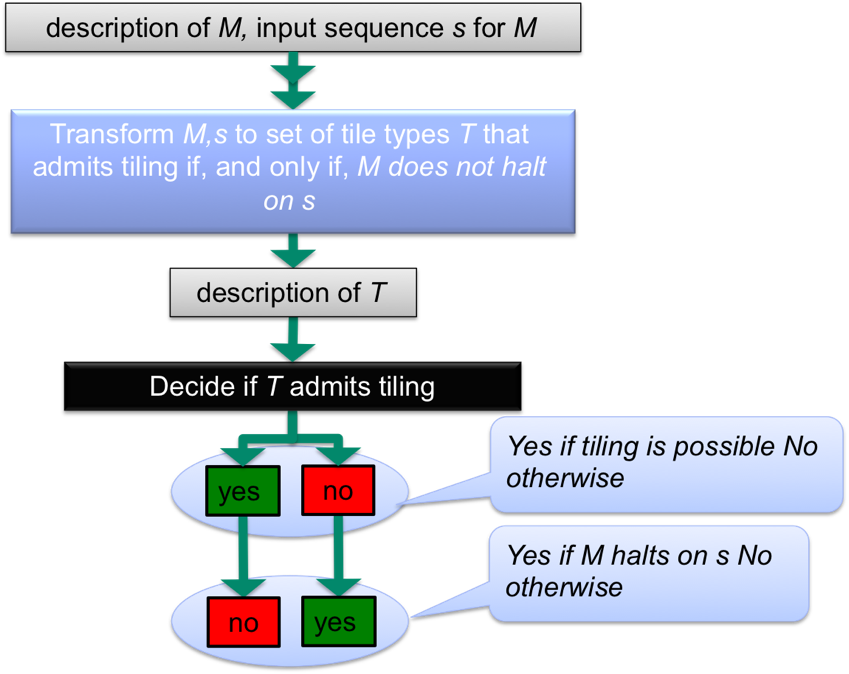 description of M, input sequence s for M
Transform M,s to set of tile types T that
admits tiling if, and only if, M does not halt
on s
description of T
Decide if T admits tiling
Yes if tiling is possible No
otherwise
yes
no
Yes if M halts on s No
otherwise
no
yes